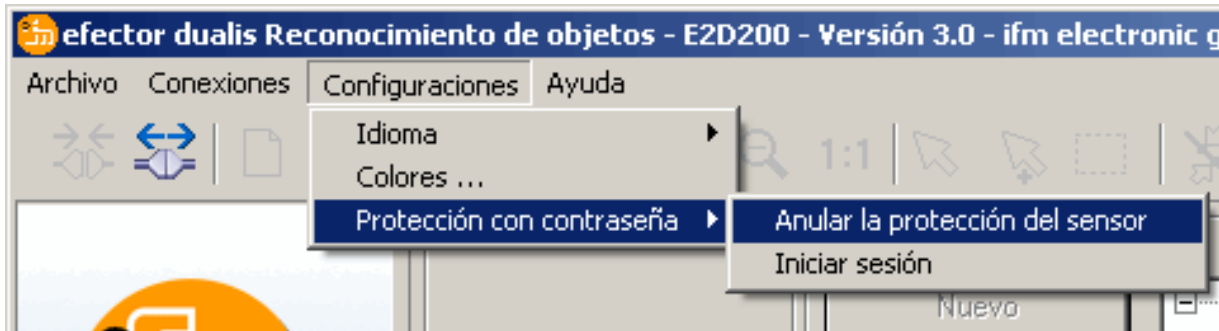 efector dualis Reconocimiento de objetos - E2D200 - Versión 3.0 - ifm electronic g
Archivo Conexiones Configuraciones Ayuda
1:1
Idioma
Colores ...
Protección con contraseña
Anular la protección del sensor
Iniciar sesión
Nuevo